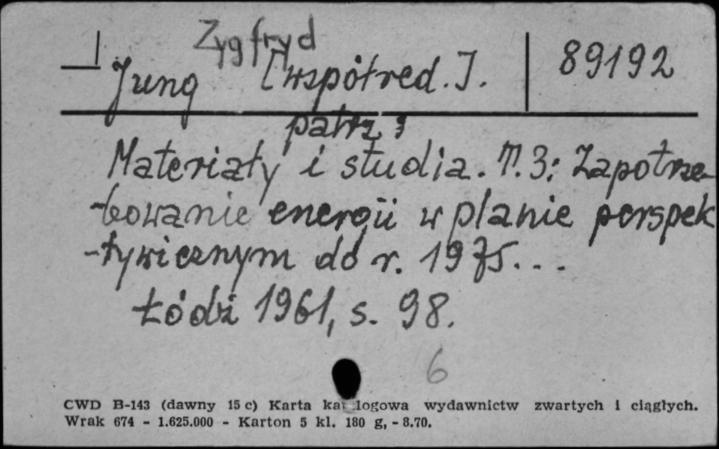 Zygfryd
Jung [współred.].
89192
patrz:
Materiały i studia. T.3: Zapotrze-
-bowanie energii w planie perspek
-tywicznym do r. 1975...
Łódź 1961, s. 98.
6
CWD B-143 (dawny 15 c) Karta katalogowa wydawnictw zwartych i ciągłych.
Wrak 674 - 1.625.000 - Karton 5 kl. 180 g, - 8.70.